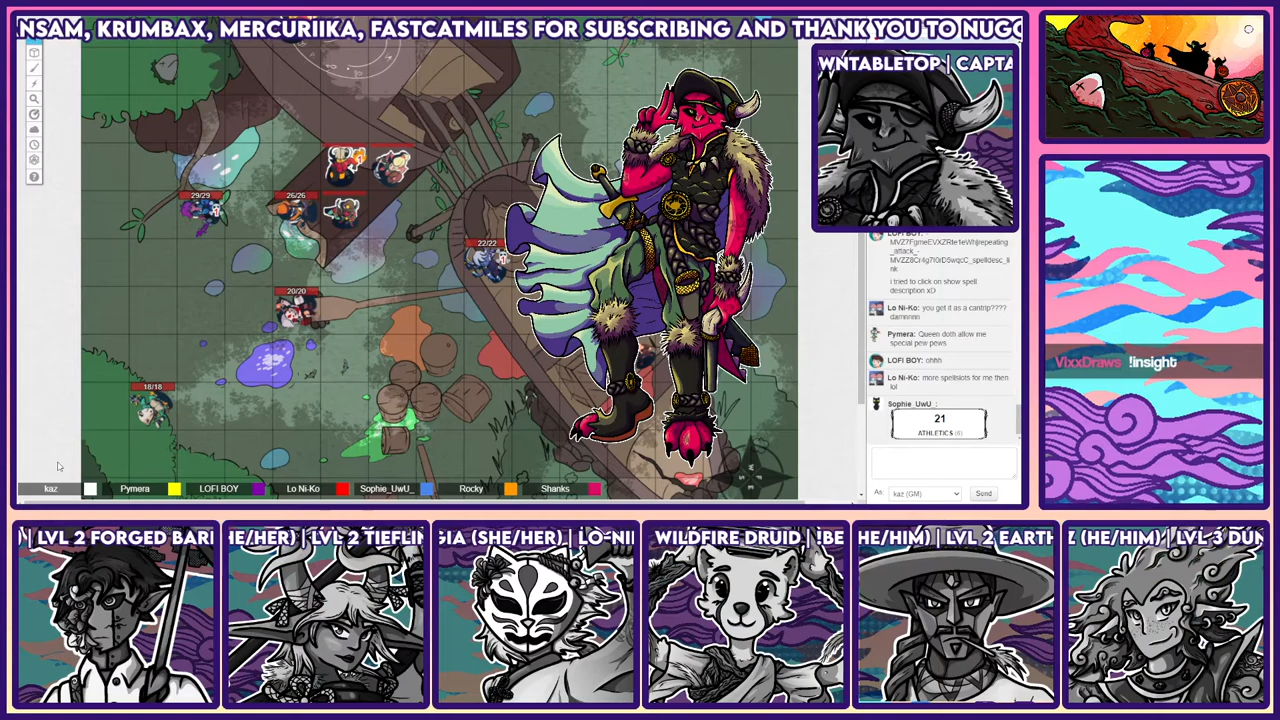 NSAM, KRUMBAX, MERCURIIKA, FASTCATMILES FOR SUBSCRIBING AND THANK YOU TO NUGG
WNTABLETOP | CAPTA
29/29
26/26
22/22
20/20
18/18
LOFI BOY:
i tried to click on show spell
description xD
Lo Ni-Ko: you get it as a cantrip????
damnnnn
Pymera: Queen doth allow me
special pew pews
LOFI BOY: ohhh
Lo Ni-Ko: more spellslots for me then
lol
Sophie_UwU_:
21
ATHLETICS (6)
As: kaz (GM) Send
kaz
Pymera
LOFI BOY
Lo Ni-Ko
Sophie_UwU_
Rocky
Shanks
VixxDraws !insight
| LVL 2 FORGED BARI
HE/HER) | LVL 2 TIEFLIN
GIA (SHE/HER) | LO-NI
WILDFIRE DRUID | !BE
HE/HIM) | LVL 2 EARTH
Z (HE/HIM) | LVL 3 DUN